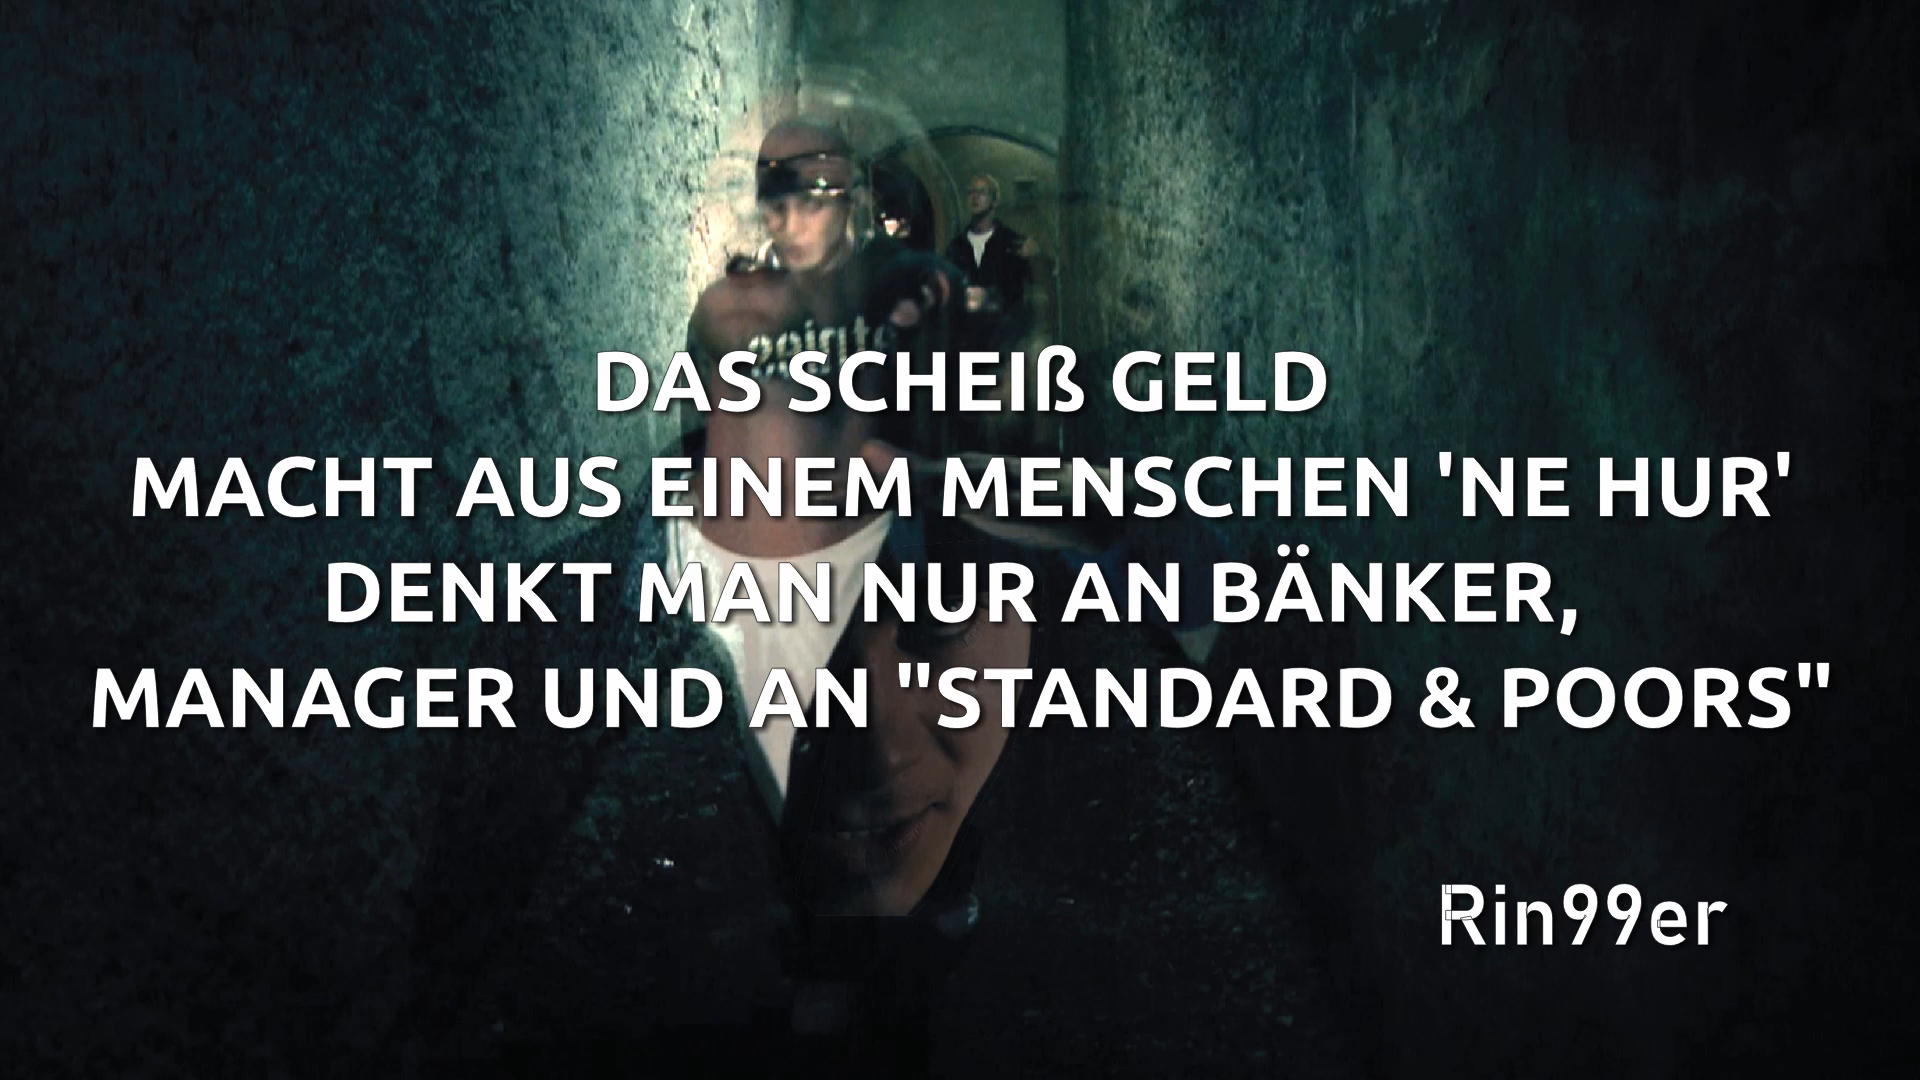 DAS SCHEIß GELD
MACHT AUS EINEM MENSCHEN 'NE HUR'
DENKT MAN NUR AN BÄNKER,
MANAGER UND AN "STANDARD & POORS"
Rin99er